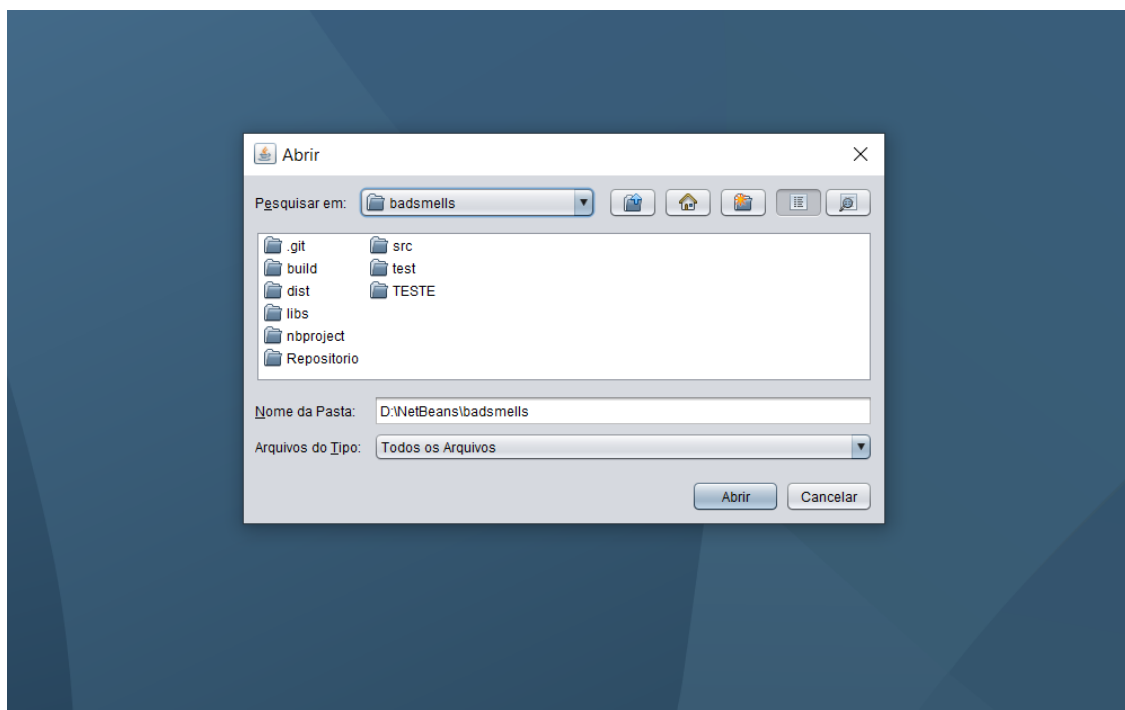 Abrir
Pesquisar em: badsmells
.git src
build test
dist TESTE
libs
nbproject
Repositorio
Nome da Pasta: D:\NetBeans\badsmells
Arquivos do Tipo: Todos os Arquivos
Abrir Cancelar